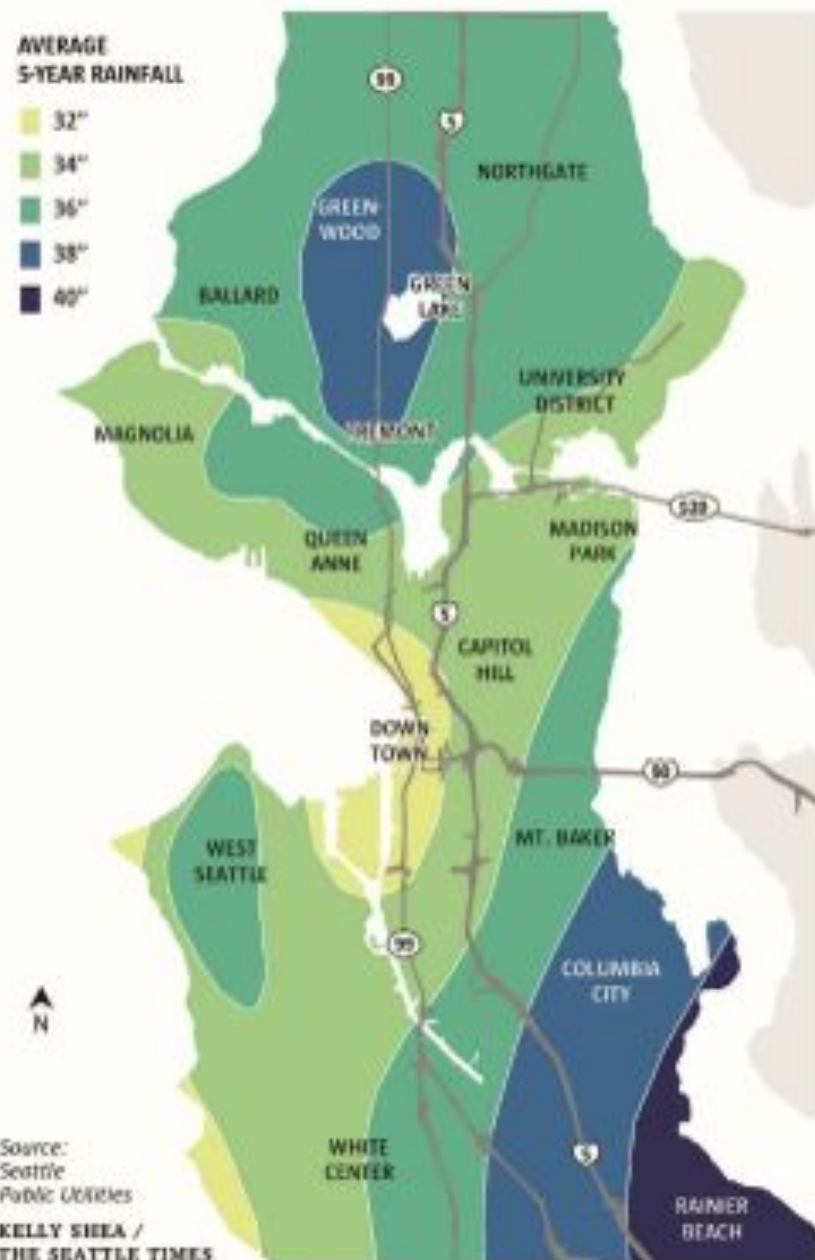 AVERAGE
5-YEAR RAINFALL
32"
34"
36"
38"
40"
99
5
NORTHGATE
GREEN-
WOOD
BALLARD
GREEN
LAKE
UNIVERSITY
DISTRICT
MAGNOLIA
FREMONT
520
QUEEN
ANNE
MADISON
PARK
5
CAPITOL
HILL
DOWN
TOWN
90
MT. BAKER
WEST
SEATTLE
99
COLUMBIA
CITY
N
WHITE
CENTER
5
RAINIER
BEACH
Source:
Seattle
Public Utilities
KELLY SHEA /
THE SEATTLE TIMES